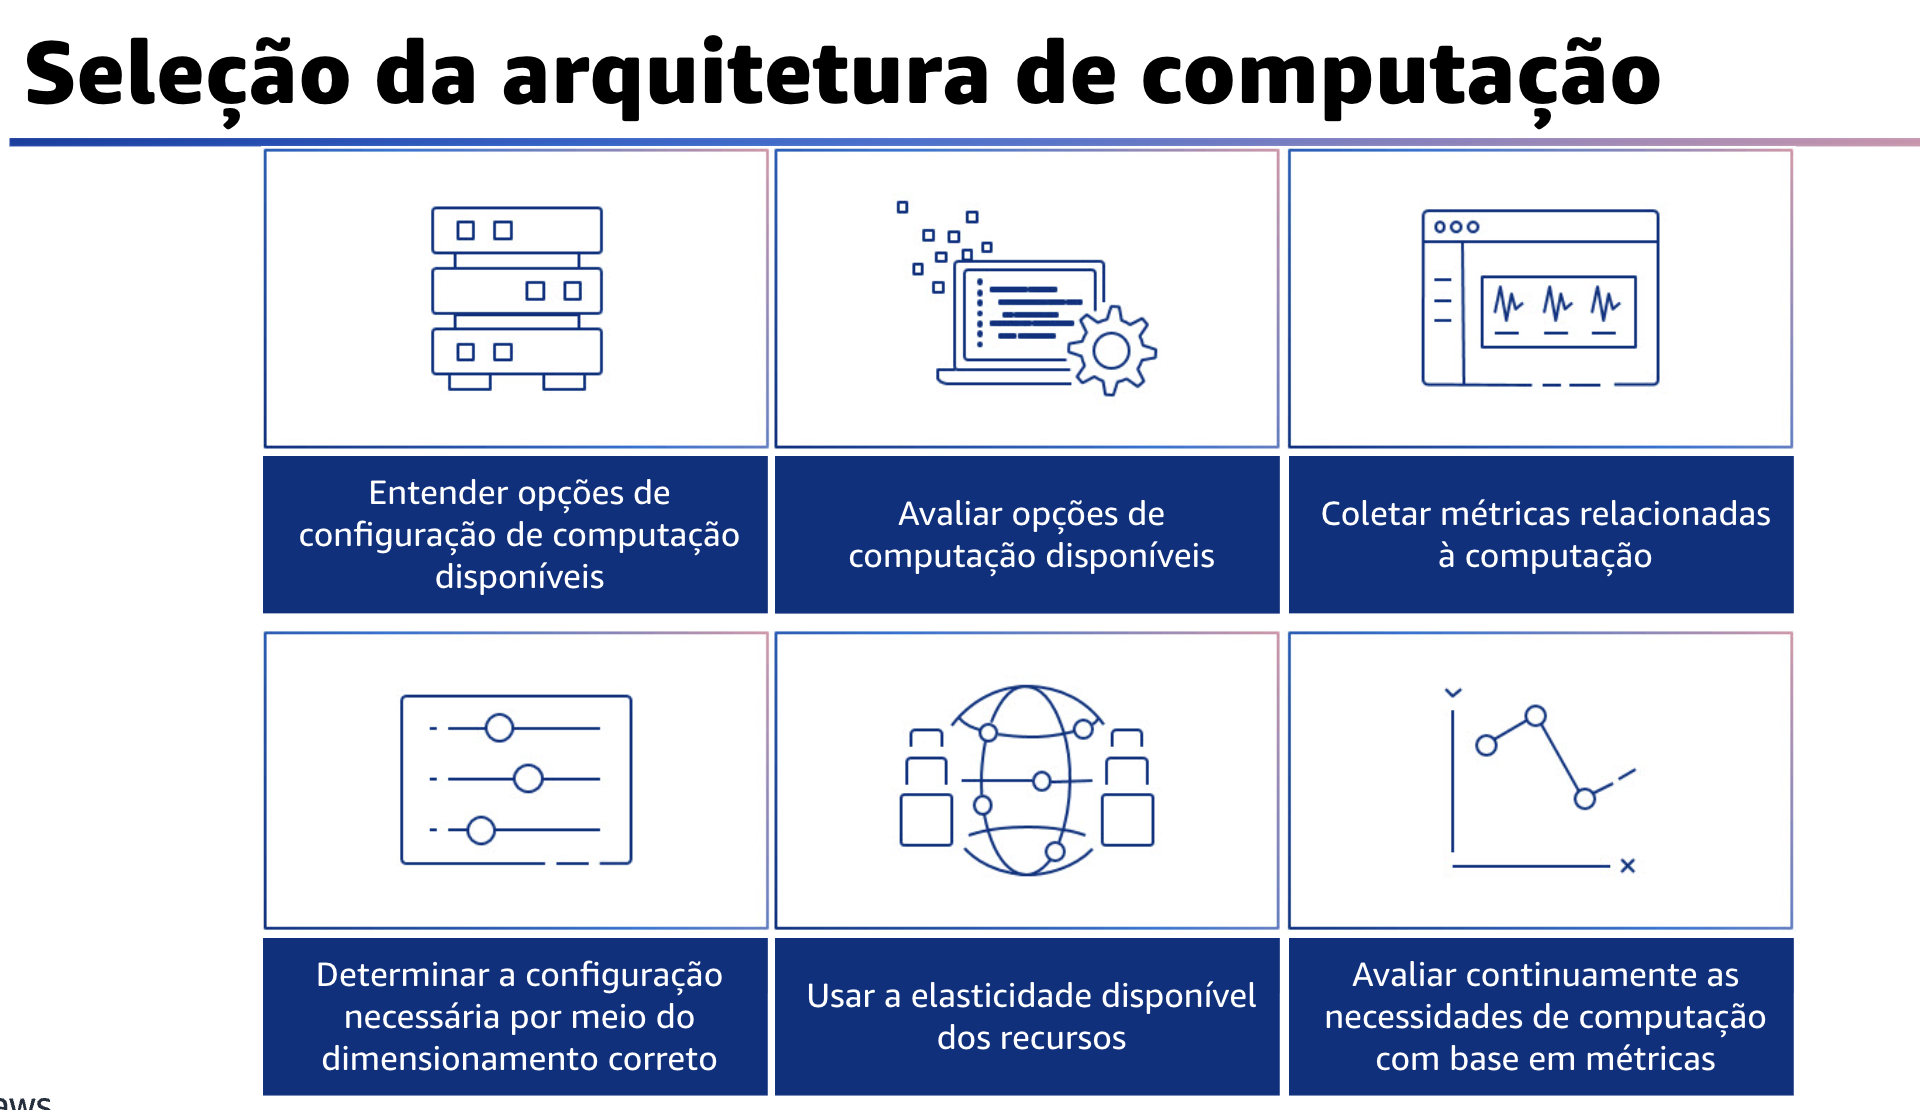 Seleção da arquitetura de computação
Entender opções de
configuração de computação
disponíveis
Avaliar opções de
computação disponíveis
Coletar métricas relacionadas
à computação
Determinar a configuração
necessária por meio do
dimensionamento correto
Usar a elasticidade disponível
dos recursos
Avaliar continuamente as
necessidades de computação
com base em métricas
aws